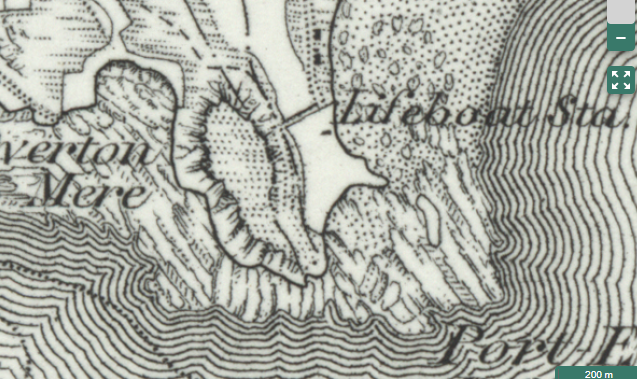 Lifeboat Sta.
verton
Mere
Port-E
200 m